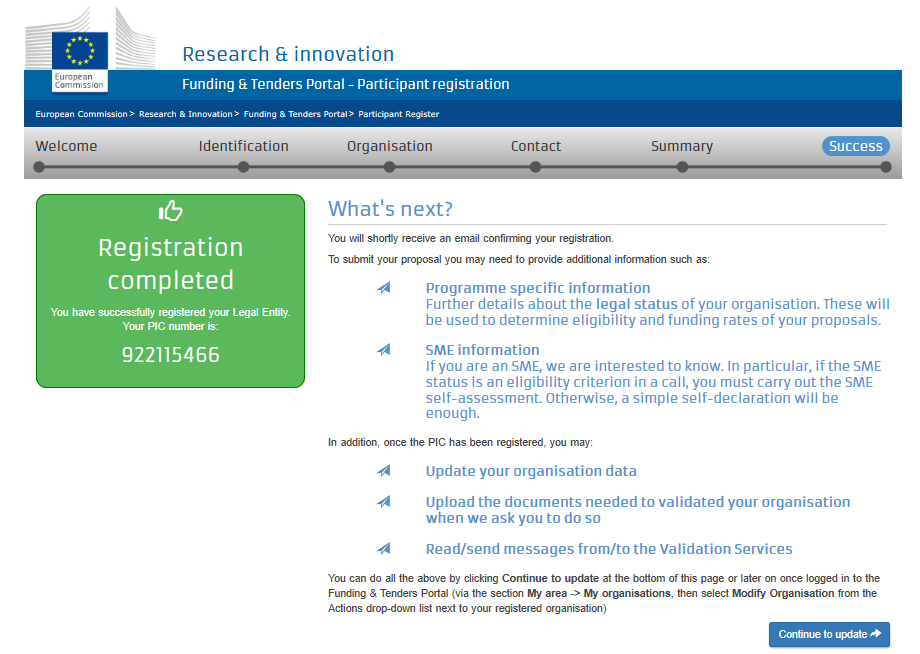 European
Commission
Research & innovation
Funding & Tenders Portal - Participant registration
European Commission> Research & Innovation> Funding & Tenders Portal> Participant Register
Welcome Identification Organisation Contact Summary Success
Registration
completed
You have successfully registered your Legal Entity.
Your PIC number is:
922115466
What's next?
You will shortly receive an email confirming your registration.
To submit your proposal you may need to provide additional information such as:
Programme specific information
Further details about the legal status of your organisation. These will
be used to determine eligibility and funding rates of your proposals.
SME information
If you are an SME, we are interested to know. In particular, if the SME
status is an eligibility criterion in a call, you must carry out the SME
self-assessment. Otherwise, a simple self-declaration will be
enough.
In addition, once the PIC has been registered, you may:
Update your organisation data
Upload the documents needed to validated your organisation
when we ask you to do so
Read/send messages from/to the Validation Services
You can do all the above by clicking Continue to update at the bottom of this page or later on once logged in to the
Funding & Tenders Portal (via the section My area -> My organisations, then select Modify Organisation from the
Actions drop-down list next to your registered organisation)
Continue to update